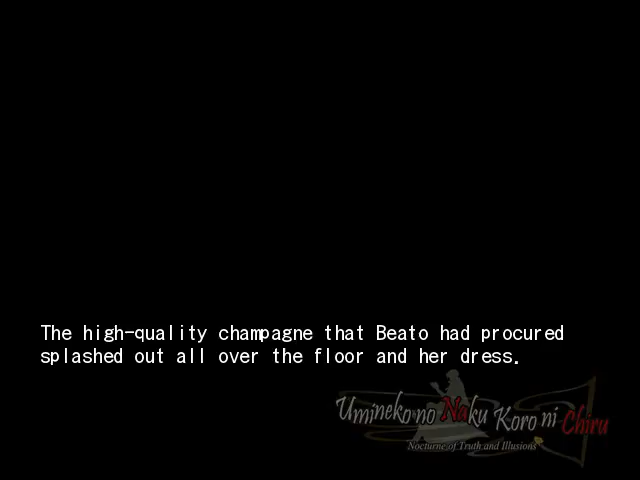 The high-quality champagne that Beato had procured
splashed out all over the floor and her dress.
Umineko no Naku Koro ni Chiru
Nocturne of Truth and Illusions